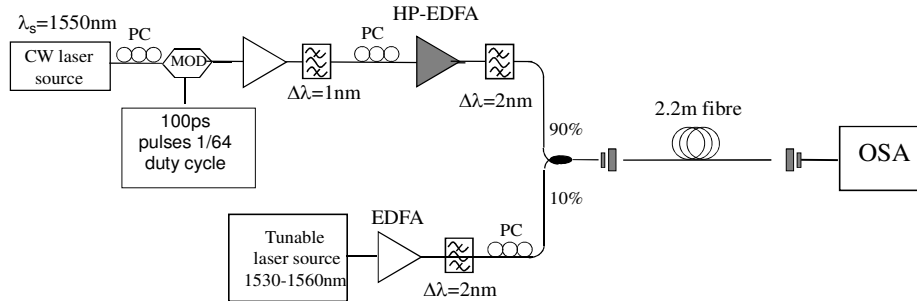 λs=1550nm
PC
CW laser
source
MOD
100ps
pulses 1/64
duty cycle
Δλ=1nm
PC
HP-EDFA
Δλ=2nm
90%
10%
2.2m fibre
OSA
Tunable
laser source
1530-1560nm
EDFA
Δλ=2nm
PC